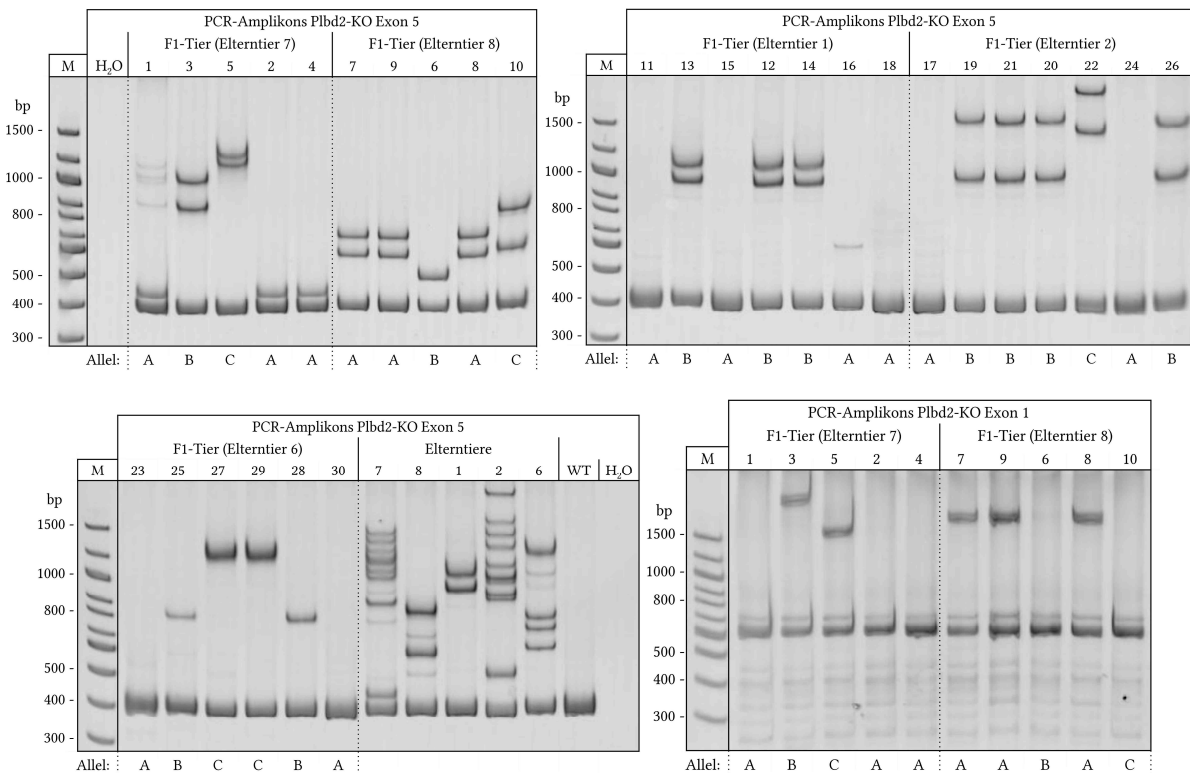 PCR-Amplikons Plbd2-KO Exon 5
F1-Tier (Elterntier 7) F1-Tier (Elterntier 8)
M H₂O 1 3 5 2 4 7 9 6 8 10
bp
1500 -
1000 -
800 -
500 -
400 -
300 -
Allel: A B C A A A A B A C
PCR-Amplikons Plbd2-KO Exon 5
F1-Tier (Elterntier 1) F1-Tier (Elterntier 2)
M 11 13 15 12 14 16 18 17 19 21 20 22 24 26
bp
1500 -
1000 -
800 -
500 -
400 -
300 -
Allel: A B A B B A A A B B B C A B
PCR-Amplikons Plbd2-KO Exon 5
F1-Tier (Elterntier 6) Elterntiere
M 23 25 27 29 28 30 7 8 1 2 6 WT H₂O
bp
1500 -
1000 -
800 -
500 -
400 -
300 -
Allel: A B C C B A
PCR-Amplikons Plbd2-KO Exon 1
F1-Tier (Elterntier 7) F1-Tier (Elterntier 8)
M 1 3 5 2 4 7 9 6 8 10
bp
1500 -
1000 -
800 -
500 -
400 -
300 -
Allel: A B C A A A A B A C